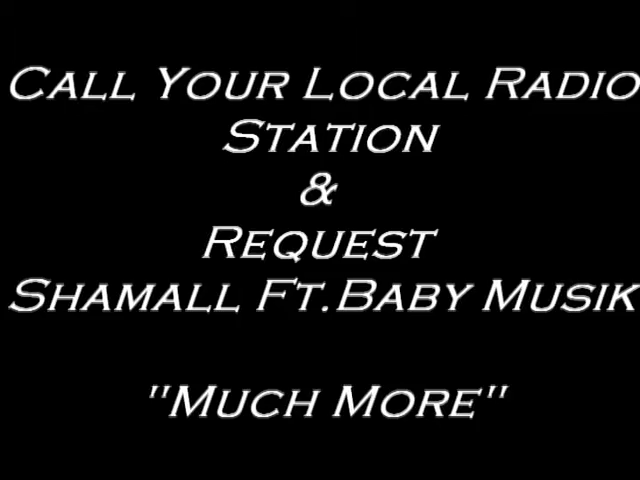 Call Your Local Radio
Station
&
Request
Shamall Ft.Baby Musik
"Much More"